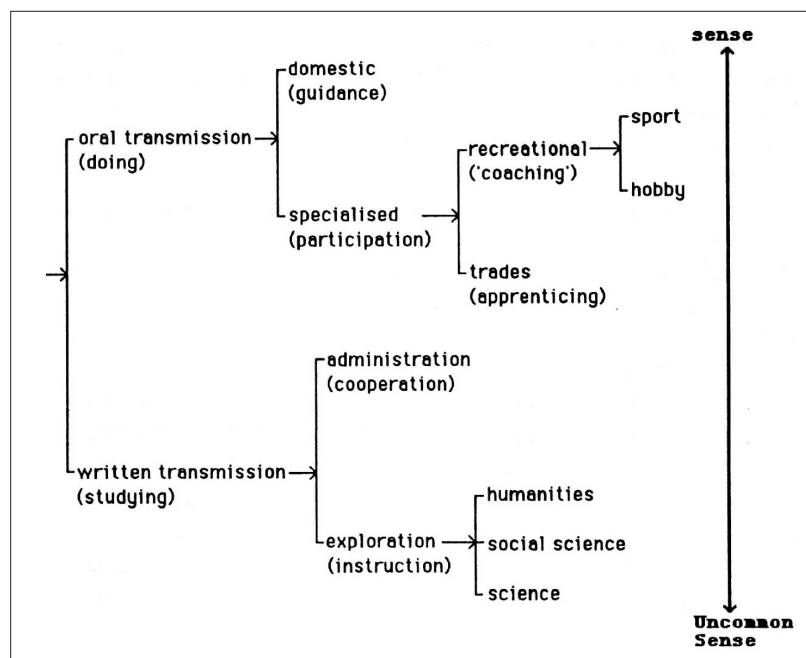 sense
domestic
(guidance)
sport
oral transmission
(doing)
recreational
('coaching')
hobby
specialised
(participation)
trades
(apprenticing)
administration
(cooperation)
written transmission
(studying)
humanities
exploration
(instruction)
social science
science
Uncommon
Sense